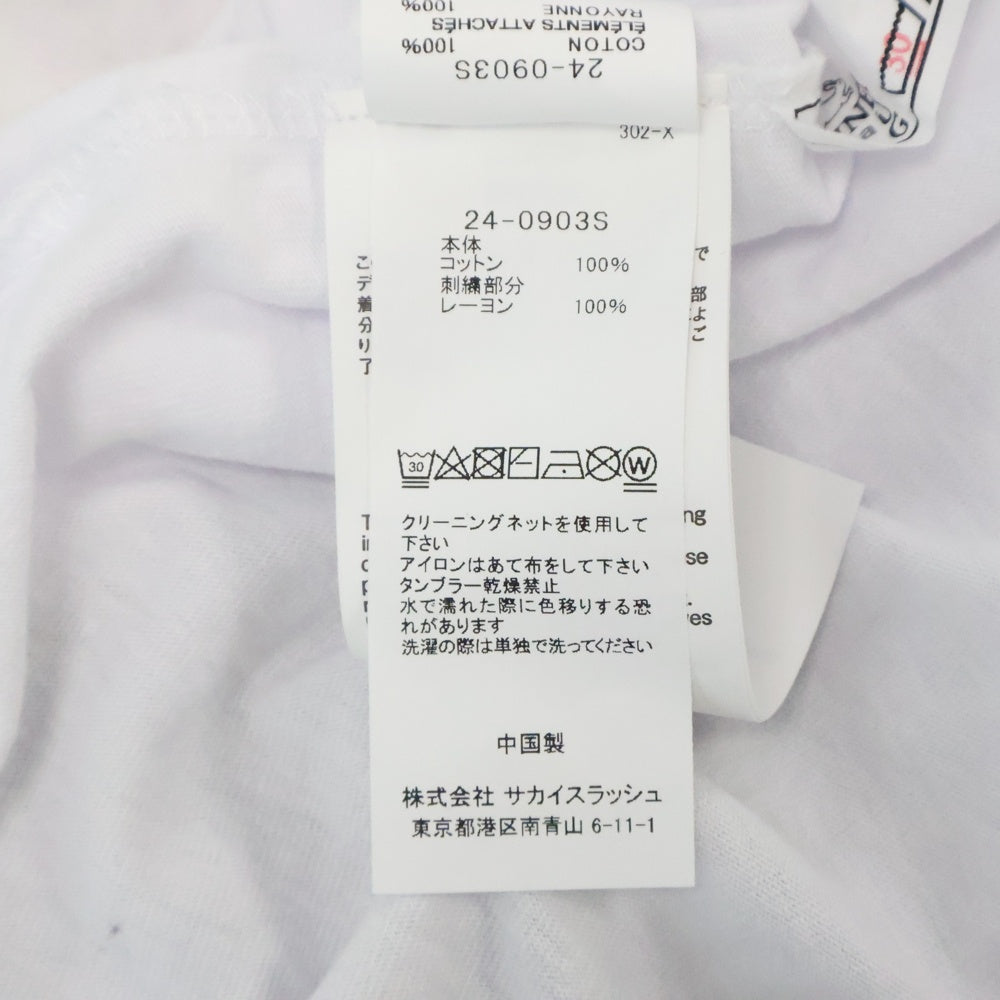 100%
RAYONNE
ÉLÉMENTS ATTACHÉS
100%
COTON
24-0903S
302-X
24-0903S
本体
コットン 100%
刺繍部分
レーヨン 100%
30
W
クリーニングネットを使用して
下さい
アイロンはあて布をして下さい
タンブラー乾燥禁止
水で濡れた際に色移りする恐
れがあります
洗濯の際は単独で洗ってください
中国製
株式会社 サカイスラッシュ
東京都港区南青山 6-11-1